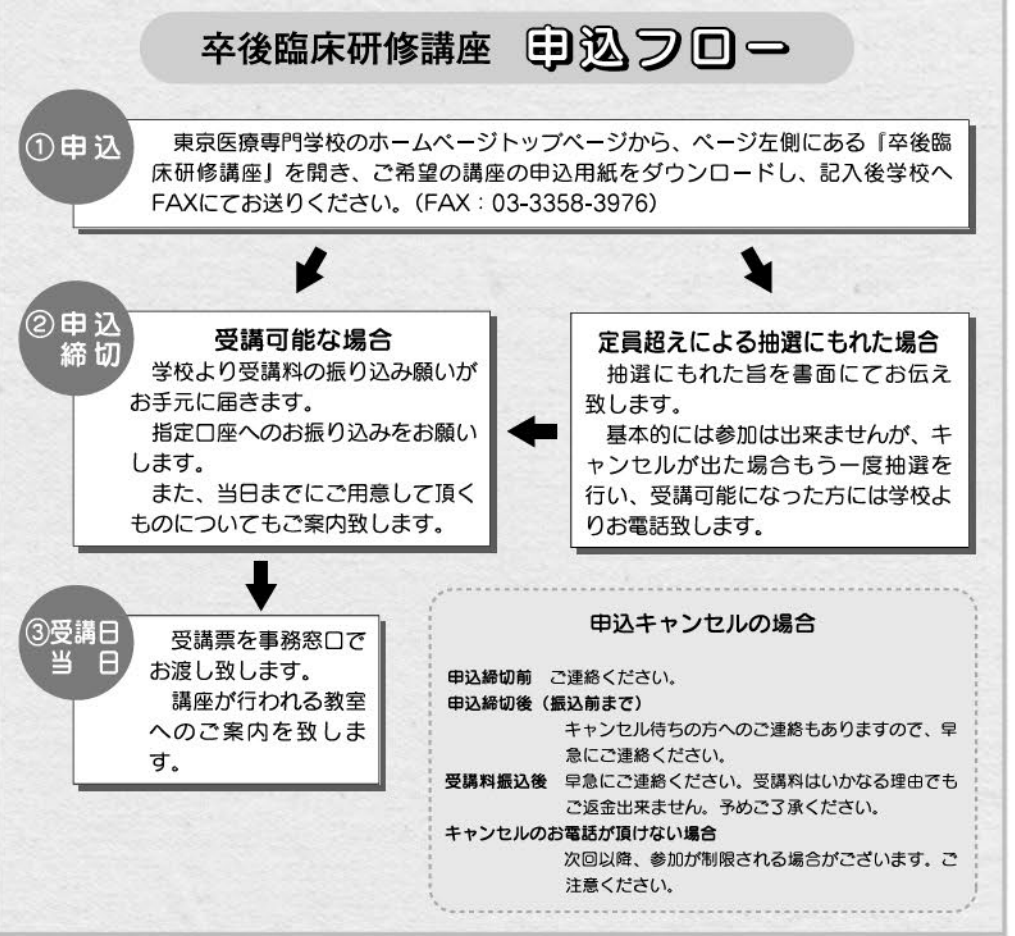 卒後臨床研修講座 申込フロー
①申込
東京医療専門学校のホームページトップページから、ページ左側にある『卒後臨
床研修講座』を開き、ご希望の講座の申込用紙をダウンロードし、記入後学校へ
FAXにてお送りください。(FAX：03-3358-3976)
②申込
締切
受講可能な場合
学校より受講料の振り込み願いが
お手元に届きます。
指定口座へのお振り込みをお願い
します。
また、当日までにご用意して頂く
ものについてもご案内致します。
定員超えによる抽選にもれた場合
抽選にもれた旨を書面にてお伝え
致します。
基本的には参加は出来ませんが、キ
ャンセルが出た場合もう一度抽選を
行い、受講可能になった方には学校よ
りお電話致します。
③受講日
当日
受講票を事務窓口で
お渡し致します。
講座が行われる教室
へのご案内を致しま
す。
申込キャンセルの場合
申込締切前 ご連絡ください。
申込締切後（振込前まで）
キャンセル待ちの方へのご連絡もありますので、早
急にご連絡ください。
受講料振込後 早急にご連絡ください。受講料はいかなる理由でも
ご返金出来ません。予めご了承ください。
キャンセルのお電話が頂けない場合
次回以降、参加が制限される場合がございます。ご
注意ください。